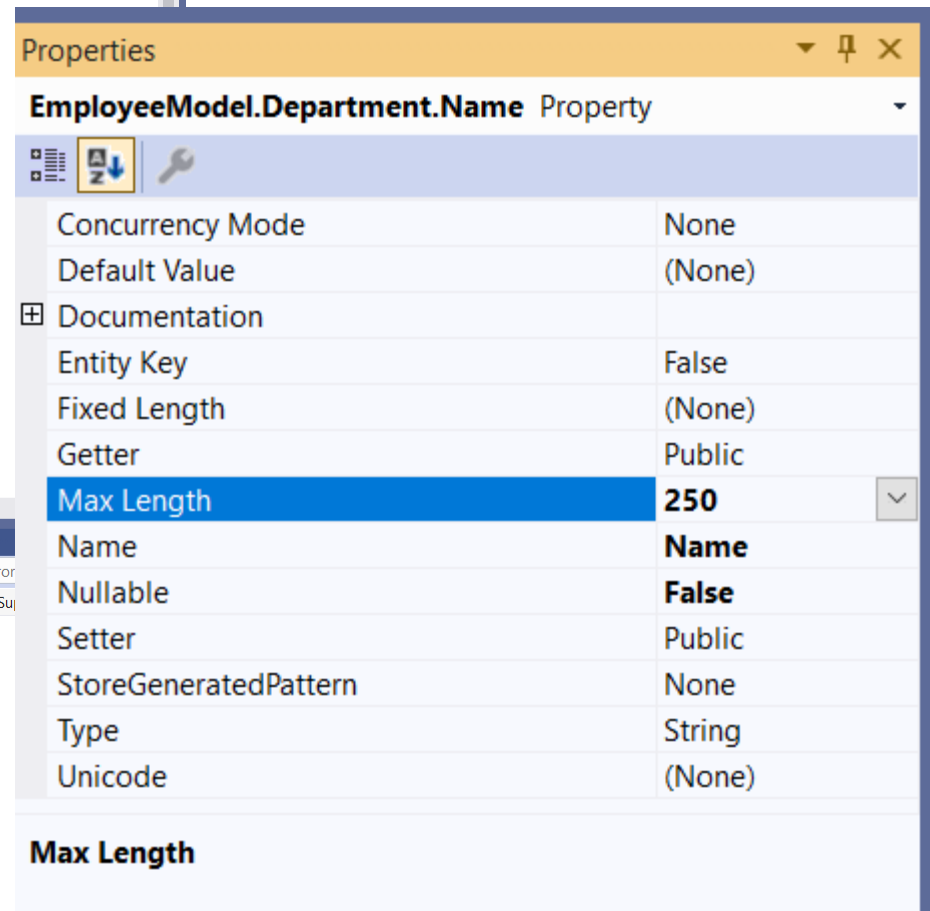 Properties
EmployeeModel.Department.Name Property
Concurrency Mode None
Default Value (None)
Documentation
Entity Key False
Fixed Length (None)
Getter Public
Max Length 250
Name Name
Nullable False
Setter Public
StoreGeneratedPattern None
Type String
Unicode (None)
Max Length